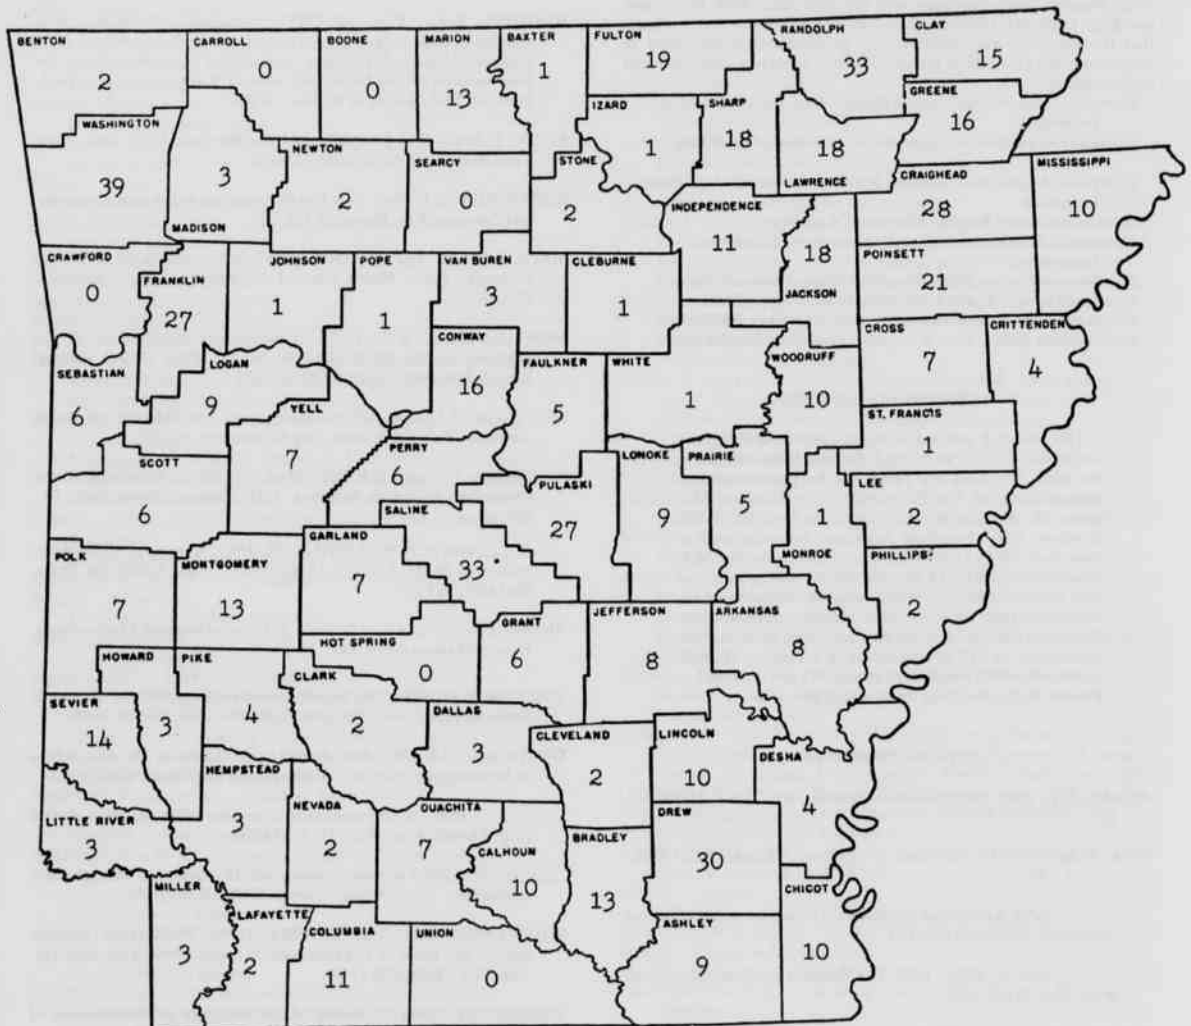 BENTON
2
CARROLL
0
BOONE
0
MARION
13
BAXTER
1
FULTON
19
RANDOLPH
33
CLAY
15
WASHINGTON
39
MADISON
3
NEWTON
2
SEARCY
0
STONE
2
IZARD
1
SHARP
18
LAWRENCE
18
GREENE
16
CRAIGHEAD
28
MISSISSIPPI
10
CRAWFORD
0
FRANKLIN
27
JOHNSON
1
POPE
1
VAN BUREN
3
CLEBURNE
1
INDEPENDENCE
11
JACKSON
18
POINSETT
21
SEBASTIAN
6
LOGAN
9
CONWAY
16
FAULKNER
5
WHITE
1
WOODRUFF
10
CROSS
7
CRITTENDEN
4
SCOTT
6
YELL
7
PERRY
6
PULASKI
27
LONOKE
9
PRAIRIE
5
MONROE
1
ST. FRANCIS
1
LEE
2
PHILLIPS
2
POLK
7
MONTGOMERY
13
GARLAND
7
SALINE
33
HOT SPRING
0
GRANT
6
JEFFERSON
8
ARKANSAS
8
SEVIER
14
HOWARD
3
PIKE
4
CLARK
2
DALLAS
3
CLEVELAND
2
LINCOLN
10
DESHA
4
LITTLE RIVER
3
HEMPSTEAD
3
NEVADA
2
OUACHITA
7
CALHOUN
10
BRADLEY
13
DREW
30
CHICOT
10
MILLER
3
LAFAYETTE
2
COLUMBIA
11
UNION
0
ASHLEY
9